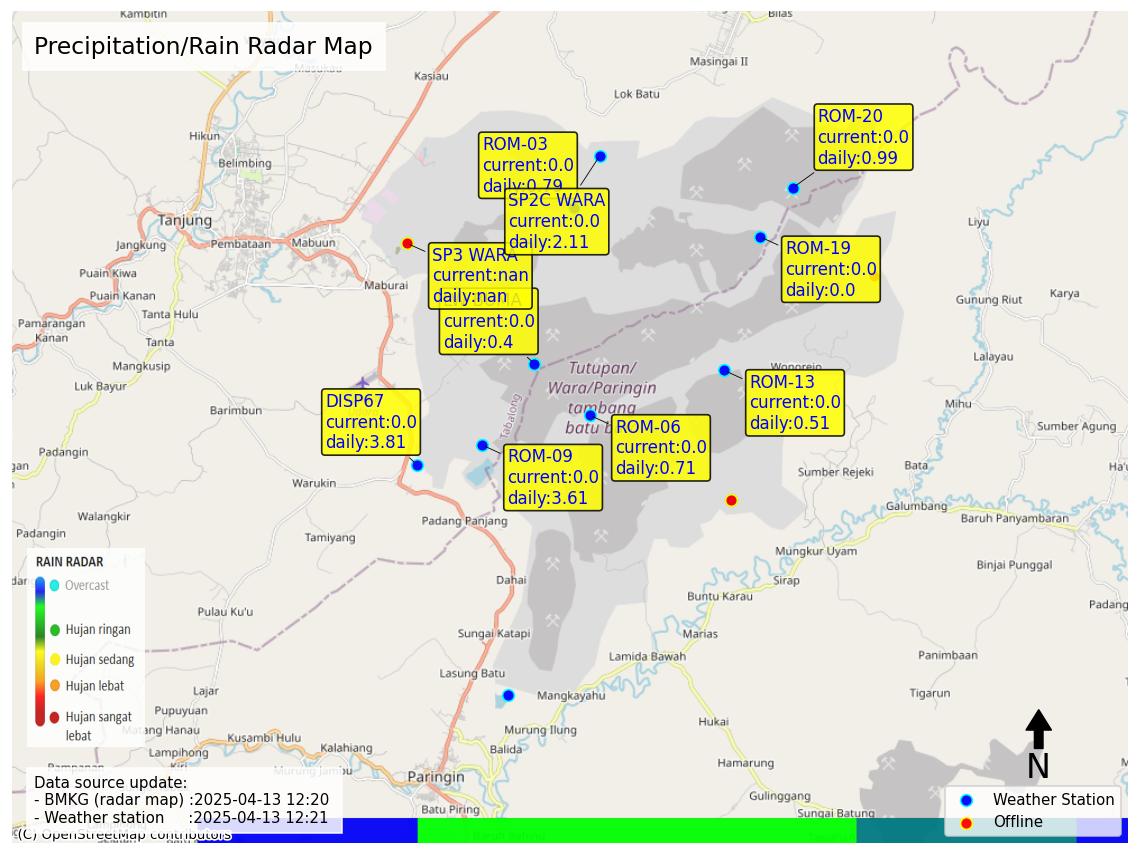 Kambitin
Bilas
Precipitation/Rain Radar Map
Masukau
Kasiau
Masingai II
Lok Batu
ROM-20
current:0.0
daily:0.99
Hikun
ROM-03
current:0.0
daily:0.79
Belimbing
SP2C WARA
current:0.0
daily:2.11
Tanjung
Liyu
Jangkung
Pembataan
Mabuun
SP3 WARA
current:nan
daily:nan
ROM-19
current:0.0
daily:0.0
Puain Kiwa
Maburai
Puain Kanan
Karya
Gunung Riut
Tanta Hulu
current:0.0
daily:0.4
Pamarangan
Kanan
Tanta
Lalayau
Mangkusip
Tutupan/
Wara/Paringin
tambang
batu b
Wonorejo
Luk Bayur
ROM-13
current:0.0
daily:0.51
Tabalong
DISP67
current:0.0
daily:3.81
Barimbun
Mihu
ROM-06
current:0.0
daily:0.71
Sumber Agung
Padangin
ROM-09
current:0.0
daily:3.61
gan
Bata
Sumber Rejeki
Warukin
Galumbang
Walangkir
Padang Panjang
Baruh Panyambaran
Padangin
Tamiyang
Mungkur Uyam
RAIN RADAR
Binjai Punggal
Overcast
Dahai
Sirap
Buntu Karau
Padang
Pulau Ku'u
Hujan ringan
Sungai Katapi
Marias
Hujan sedang
Lamida Bawah
Panimbaan
Lasung Batu
Hujan lebat
Lajar
Mangkayahu
Tigarun
Pupuyuan
Hujan sangat
lebat
Matang Hanau
Murung Ilung
Hukai
Kusambi Hulu
Lampihong
Kalahiang
Balida
Hamarung
N
Pampanan
Kiri
Murung Jambu
Paringin
Data source update:
- BMKG (radar map) :2025-04-13 12:20
- Weather station :2025-04-13 12:21
Gulinggang
Batu Piring
Sungai Batung
Weather Station
Offline
(C) OpenStreetMap contributors